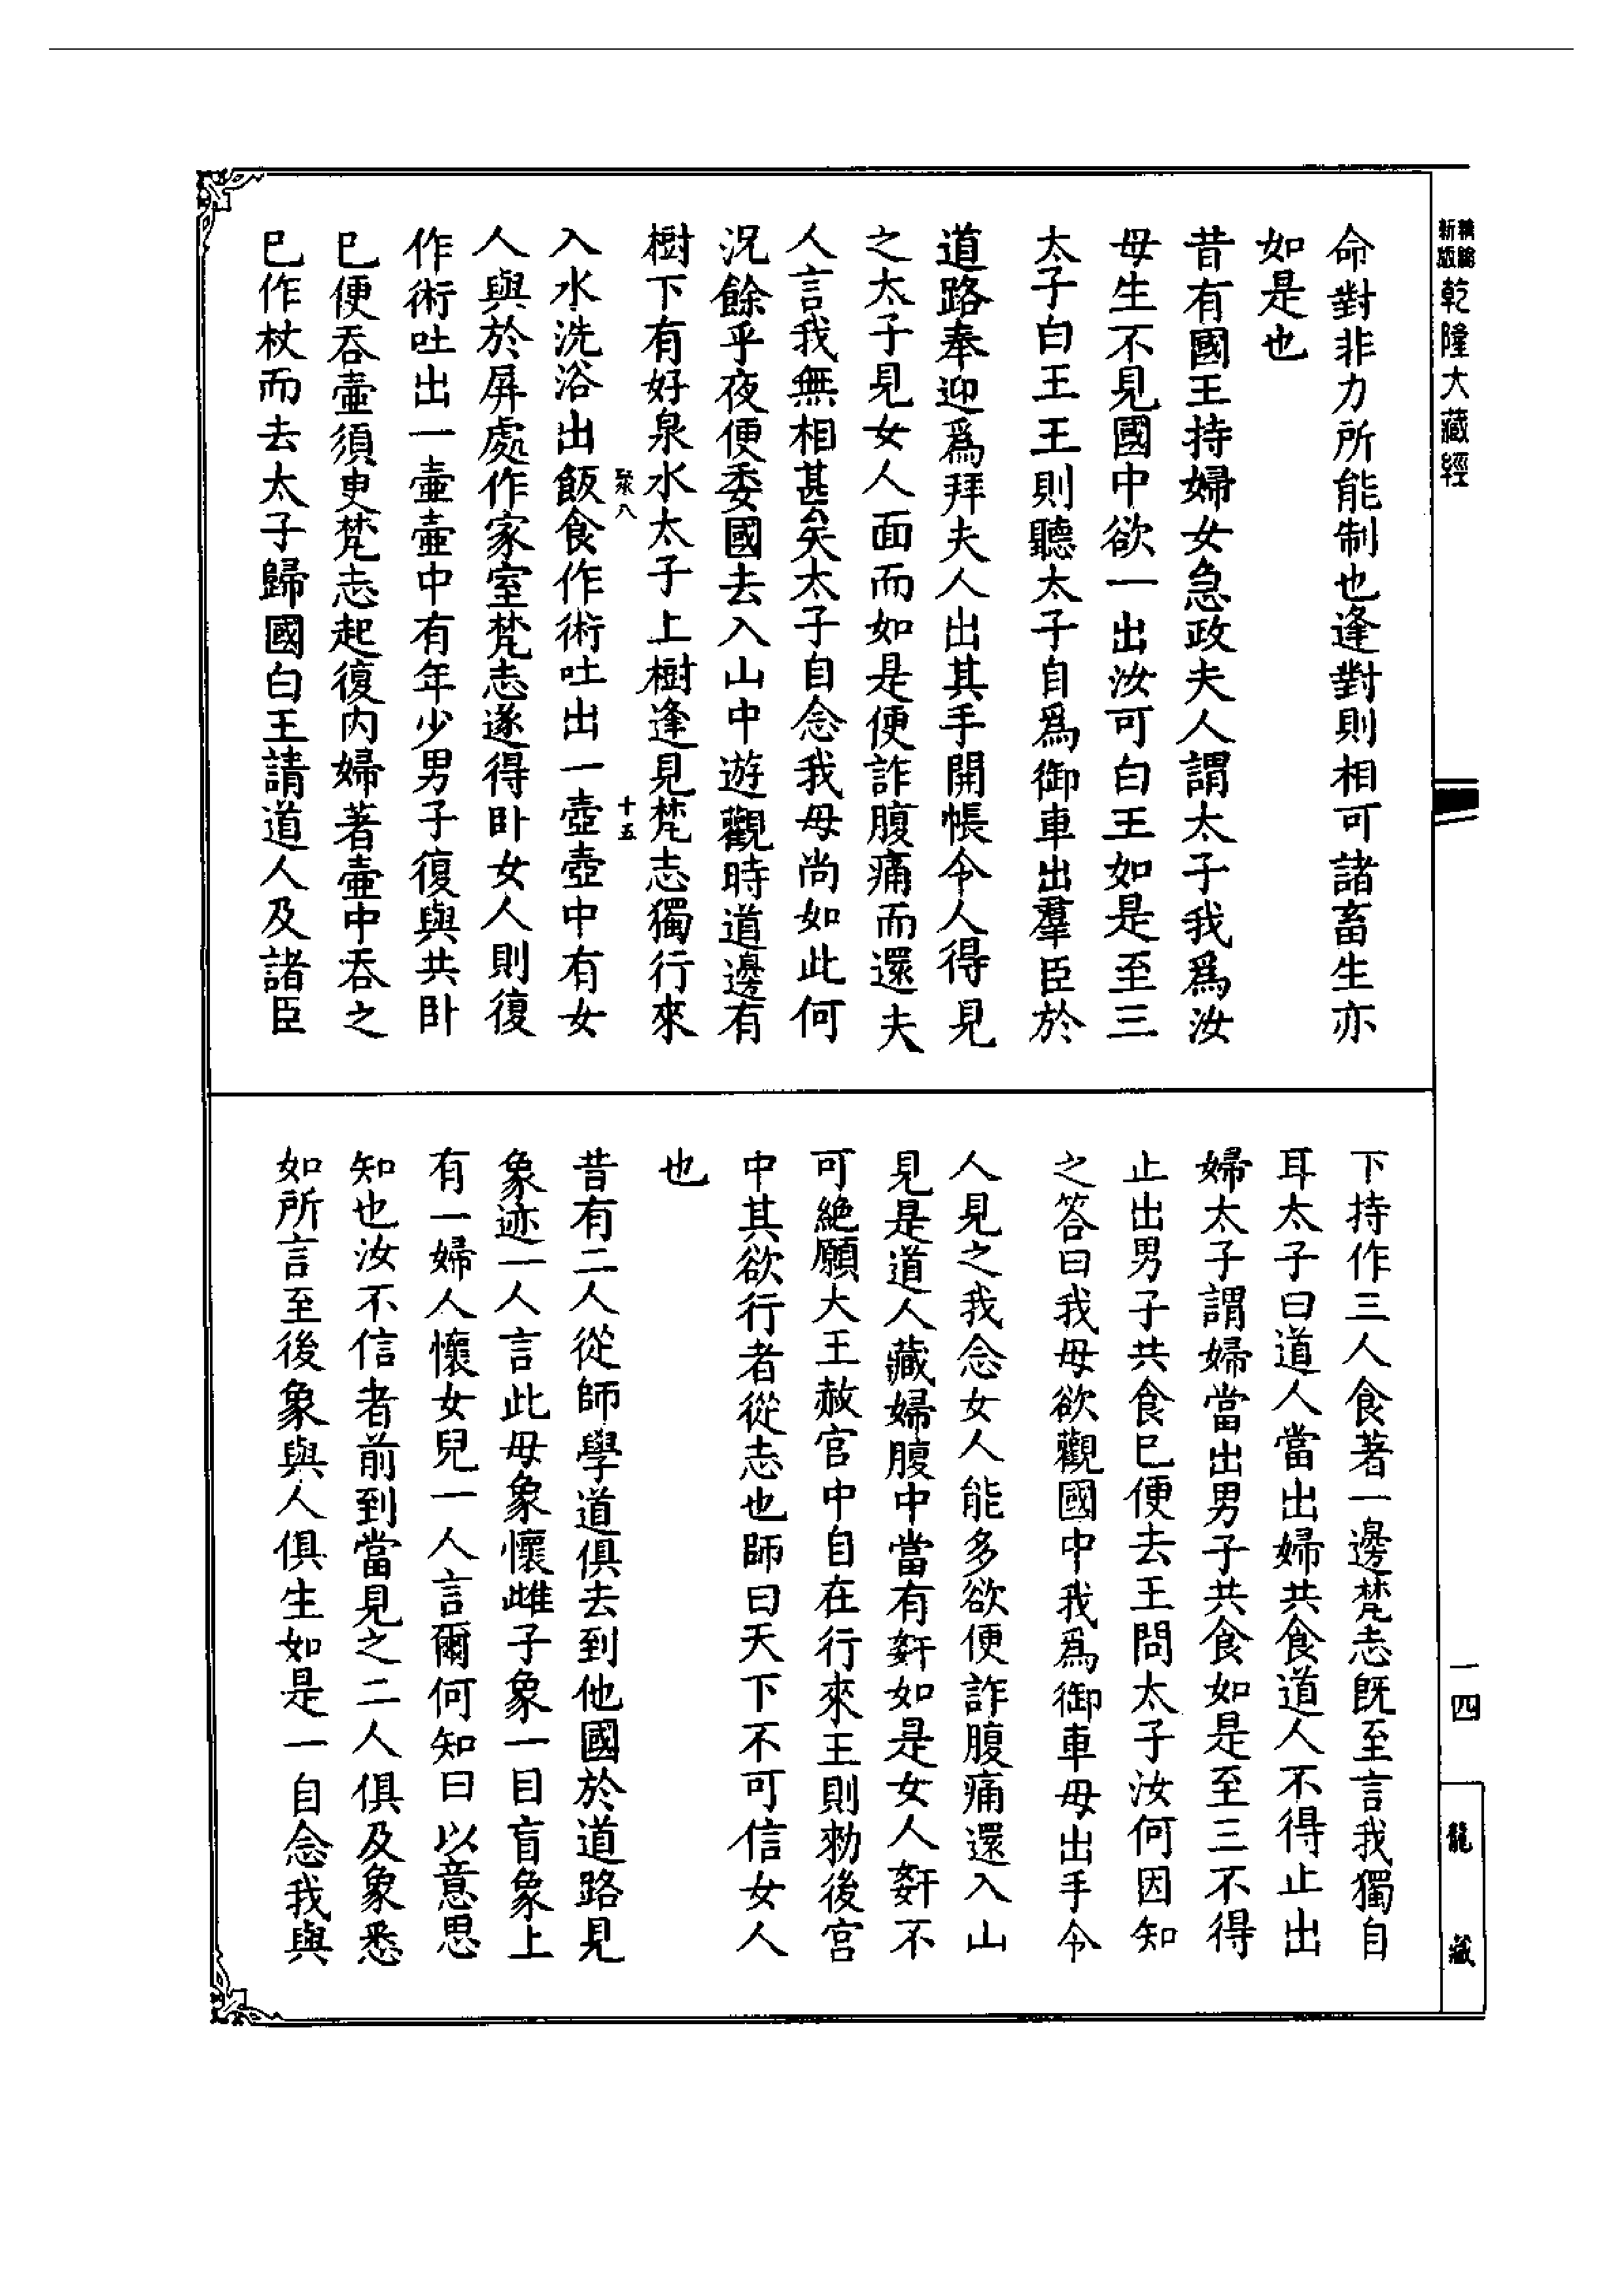 精編
新版
乾隆大藏經
命對非力所能制也逢對則相可諸畜生亦
如是也
昔有國王持婦女急政夫人謂太子我爲汝
母生不見國中欲一出汝可白王如是至三
太子白王王則聽太子自爲御車出羣臣於
道路奉迎爲拜夫人出其手開帳令人得見
之太子見女人面而如是便詐腹痛而還夫
人言我無相甚矣太子自念我母尚如此何
況餘乎夜便委國去入山中遊觀時道邊有
樹下有好泉水太子上樹逢見梵志獨行來
聚八
十五
入水洗浴出飯食作術吐出一壺壺中有女
人與於屏處作家室梵志遂得卧女人則復
作術吐出一壺壺中有年少男子復與共卧
已便吞壺須臾梵志起復內婦著壺中吞之
已作杖而去太子歸國白王請道人及諸臣
下持作三人食著一邊梵志既至言我獨自
耳太子曰道人當出婦共食道人不得止出
婦太子謂婦當出男子共食如是至三不得
止出男子共食已便去王問太子汝何因知
之答曰我母欲觀國中我爲御車母出手令
人見之我念女人能多欲便詐腹痛還入山
見是道人藏婦腹中當有姧如是女人姧不
可絕願大王赦宮中自在行來王則勑後宮
中其欲行者從志也師曰天下不可信女人
也
昔有二人從師學道俱去到他國於道路見
象迹一人言此母象懷雌子象一目盲象上
有一婦人懷女兒一人言爾何知曰以意思
知也汝不信者前到當見之二人俱及象悉
如所言至後象與人俱生如是一自念我與
一四
龍藏